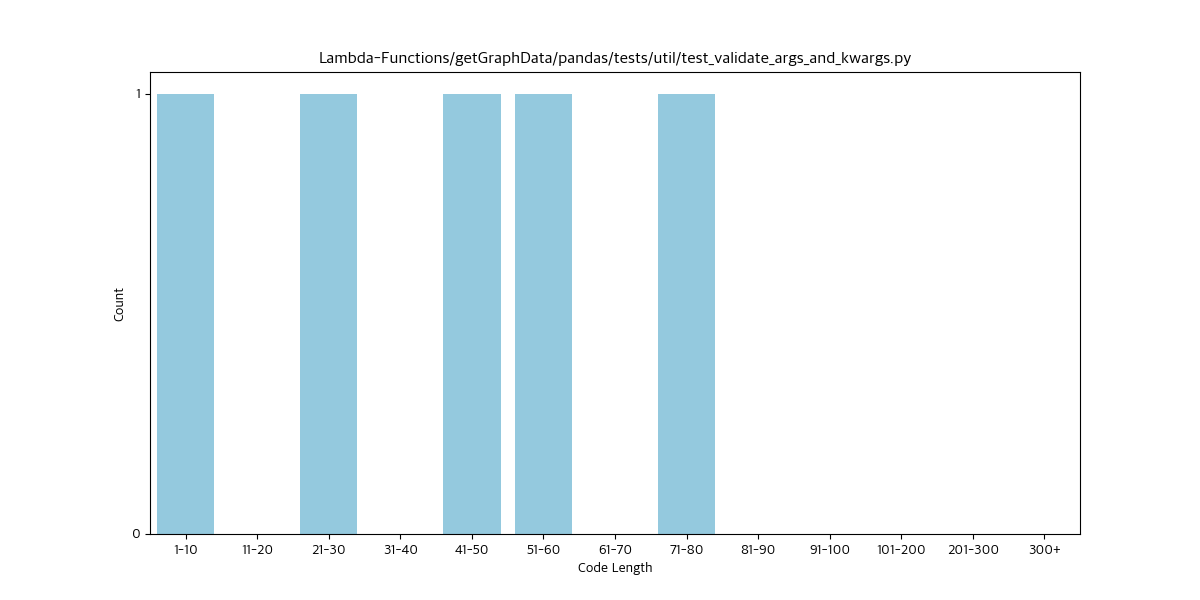 Lambda-Functions/getGraphData/pandas/tests/util/test_validate_args_and_kwargs.py
1
Count
0
1-10 11-20 21-30 31-40 41-50 51-60 61-70 71-80 81-90 91-100 101-200 201-300 300+
Code Length